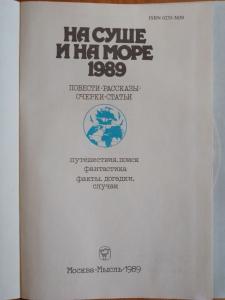 НА СУШЕ
И НА МОРЕ
1989
ПОВЕСТИ·РАССКАЗЫ·
ОЧЕРКИ·СТАТЬИ
путешествия, поиск
фантастика
факты, догадки,
случаи
Москва·Мысль·1989